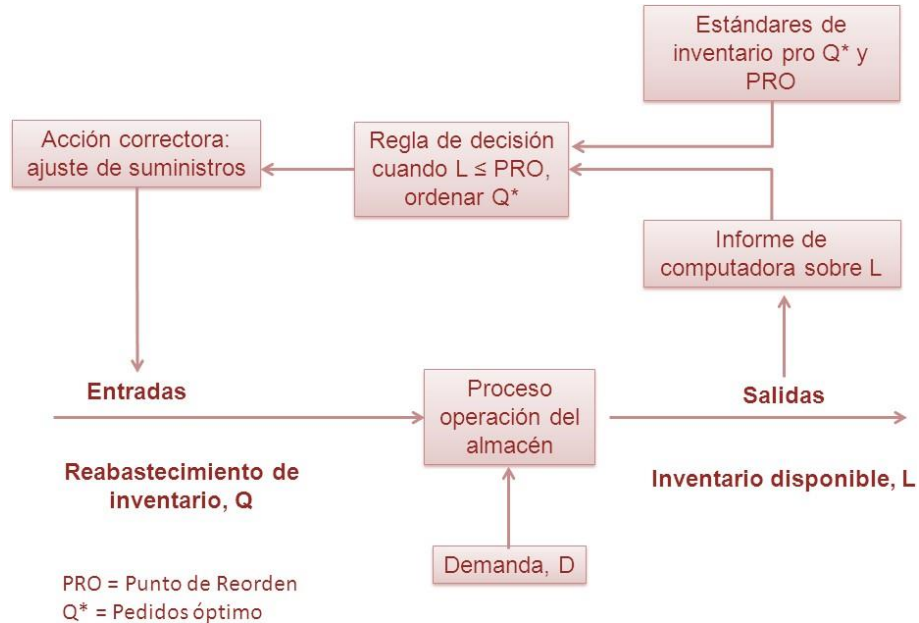 Estándares de
inventario pro Q* y
PRO
Acción correctora:
ajuste de suministros
Regla de decisión
cuando L ≤ PRO,
ordenar Q*
Informe de
computadora sobre L
Entradas
Proceso
operación del
almacén
Salidas
Reabastecimiento de
inventario, Q
Inventario disponible, L
Demanda, D
PRO = Punto de Reorden
Q* = Pedidos óptimo